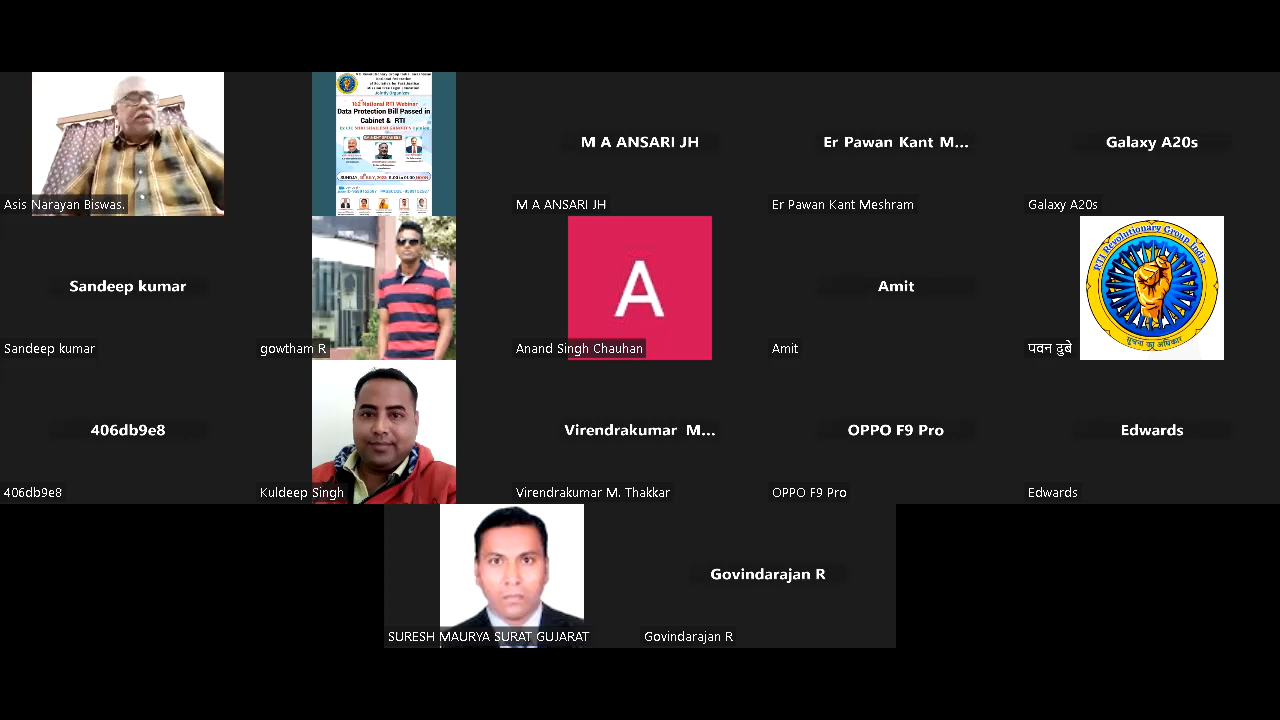 Asis Narayan Biswas.
162 National RTI Webinar
Data Protection Bill Passed in
Cabinet & RTI
M A ANSARI JH
M A ANSARI JH
Er Pawan Kant M...
Er Pawan Kant Meshram
Galaxy A20s
Galaxy A20s
Sandeep kumar
Sandeep kumar
gowtham R
A
Anand Singh Chauhan
Amit
Amit
RTI Revolutionary Group India
सूचना का अधिकार
पवन दुबे
406db9e8
406db9e8
Kuldeep Singh
Virendrakumar M...
Virendrakumar M. Thakkar
OPPO F9 Pro
OPPO F9 Pro
Edwards
Edwards
SURESH MAURYA SURAT GUJARAT
Govindarajan R
Govindarajan R